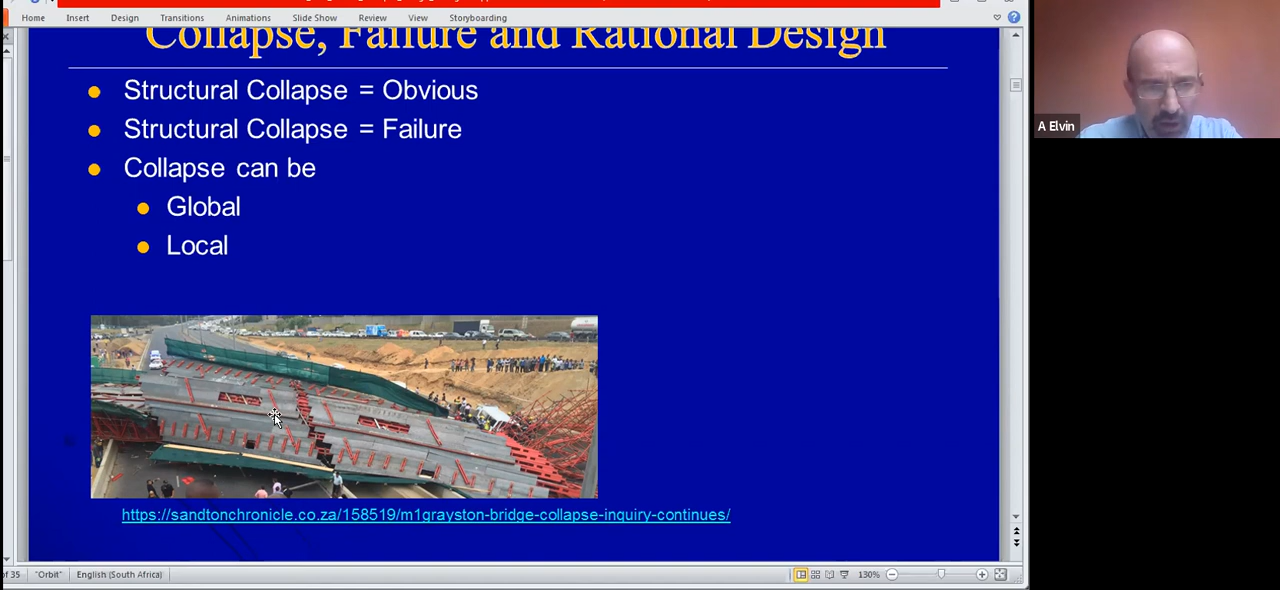 Home Insert Design Transitions Animations Slide Show Review View Storyboarding
Collapse, Failure and Rational Design
Structural Collapse = Obvious
Structural Collapse = Failure
Collapse can be
Global
Local
https://sandtonchronicle.co.za/158519/m1grayston-bridge-collapse-inquiry-continues/
of 35 "Orbit" English (South Africa) 130%
A Elvin